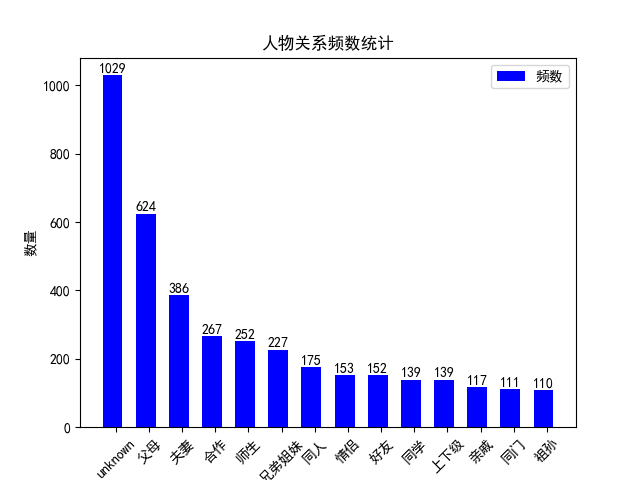 人物关系频数统计
频数
数量
1000
800
600
400
200
0
1029
624
386
267
252
227
175
153
152
139
139
117
111
110
unknown
父母
夫妻
合作
师生
兄弟姐妹
同人
情侣
好友
同学
上下级
亲戚
同门
祖孙